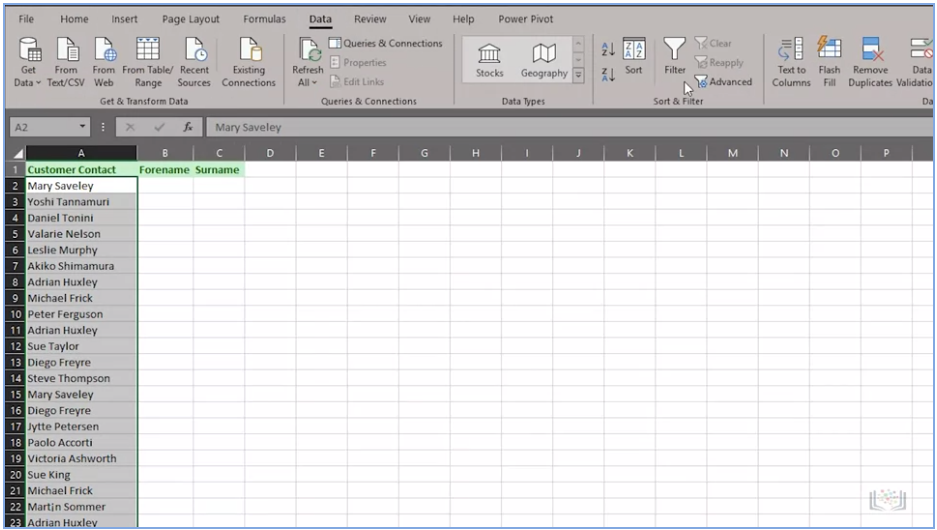 File Home Insert Page Layout Formulas Data Review View Help Power Pivot
Get Data From Text/CSV From Web From Table/ Range Recent Sources Existing Connections
Refresh All Queries & Connections Properties Edit Links
Stocks Geography
Sort Filter Clear Reapply Advanced
Text to Columns Flash Fill Remove Duplicates Data Validation
Get & Transform Data Queries & Connections Data Types Sort & Filter Da
A2 fx Mary Saveley
A B C D E F G H I J K L M N O P
1 Customer Contact Forename Surname
2 Mary Saveley
3 Yoshi Tannamuri
4 Daniel Tonini
5 Valarie Nelson
6 Leslie Murphy
7 Akiko Shimamura
8 Adrian Huxley
9 Michael Frick
10 Peter Ferguson
11 Adrian Huxley
12 Sue Taylor
13 Diego Freyre
14 Steve Thompson
15 Mary Saveley
16 Diego Freyre
17 Jytte Petersen
18 Paolo Accorti
19 Victoria Ashworth
20 Sue King
21 Michael Frick
22 Martin Sommer
23 Adrian Huxley